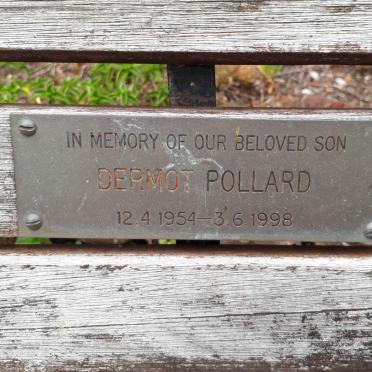 IN MEMORY OF OUR BELOVED SON
DERMOT POLLARD
12.4.1954—3.6.1998